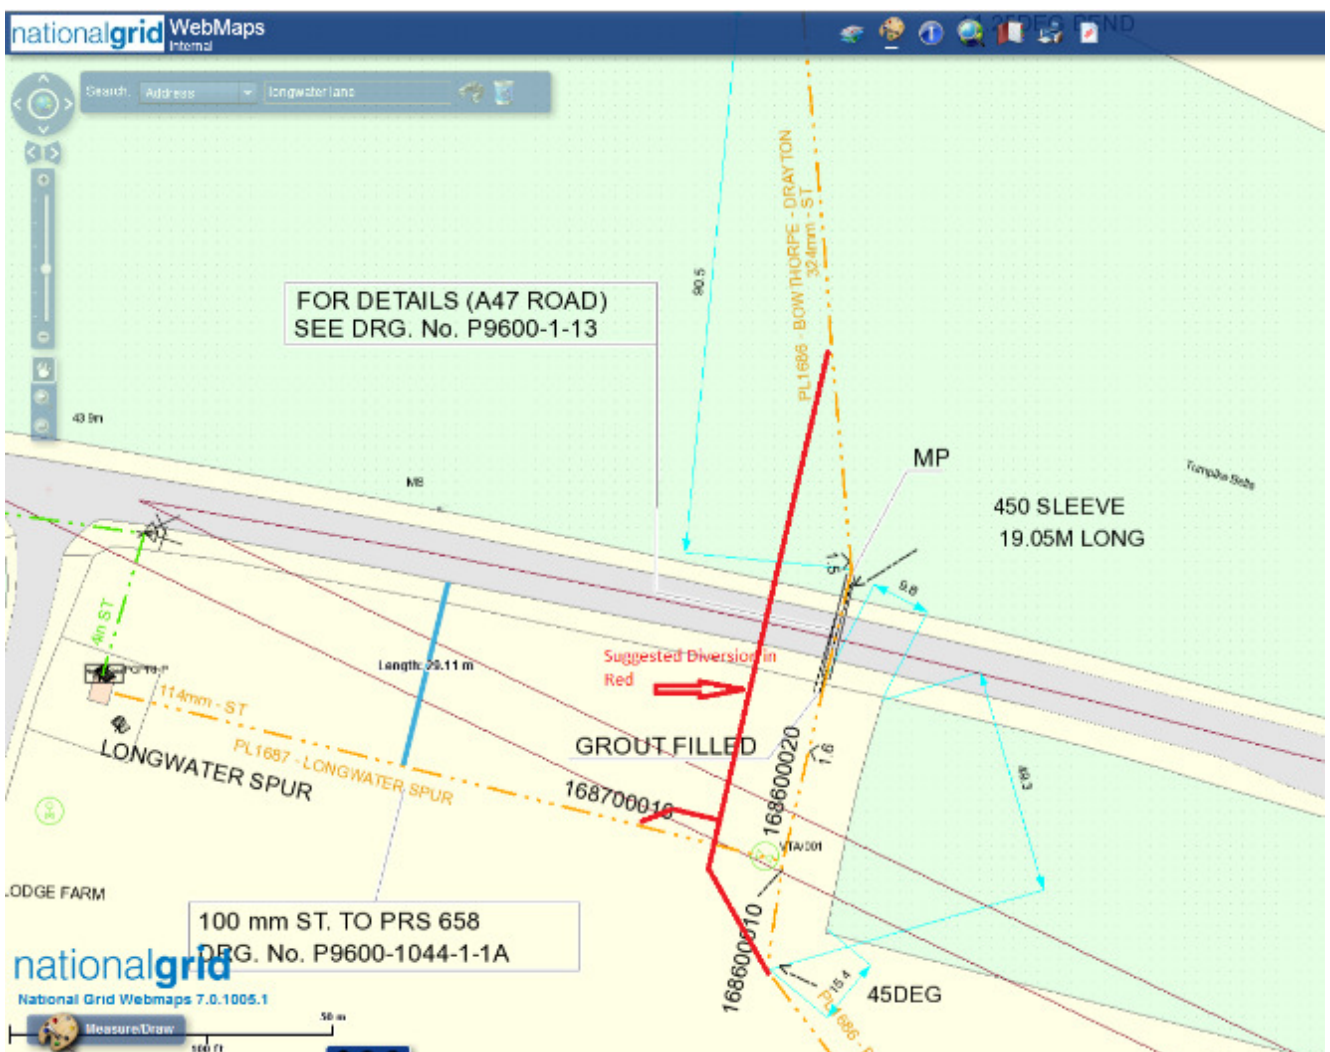 nationalgrid WebMaps
Internal
Search: Address longwater lane
PL1686 - BOWTHORPE - DRAYTON
324mm - ST
90.5
FOR DETAILS (A47 ROAD)
SEE DRG. No. P9600-1-13
43.9m
MP
Turnpike Belts
450 SLEEVE
19.05M LONG
1.5
9.8
4in ST
Length: 29.11 m
Suggested Diversion in
Red
114mm - ST
PL1687 - LONGWATER SPUR
LONGWATER SPUR
GROUT FILLED
1.6
49.3
168700010
168600020
VTA/001
LODGE FARM
100 mm ST. TO PRS 658
DRG. No. P9600-1044-1-1A
168600010
15.4
45DEG
PL1686 -
nationalgrid
National Grid Webmaps 7.0.1005.1
Measure/Draw
50 m
100 ft